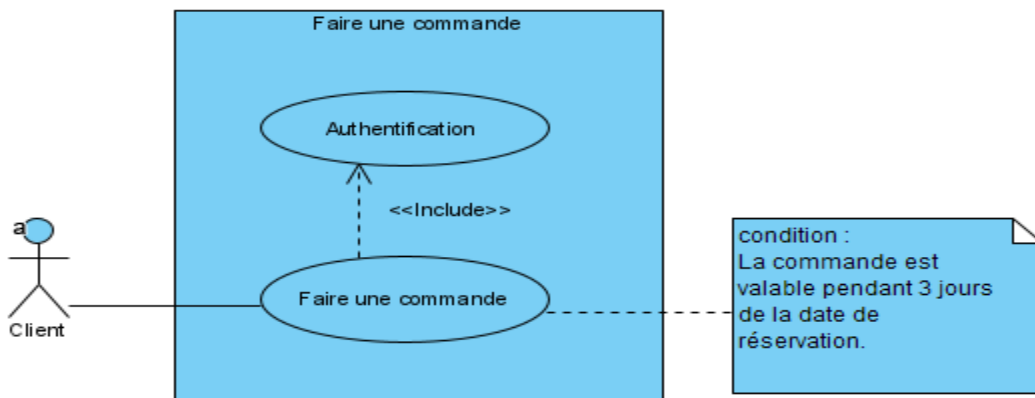 Faire une commande
Authentification
<<Include>>
a
Client
Faire une commande
condition :
La commande est
valable pendant 3 jours
de la date de
réservation.